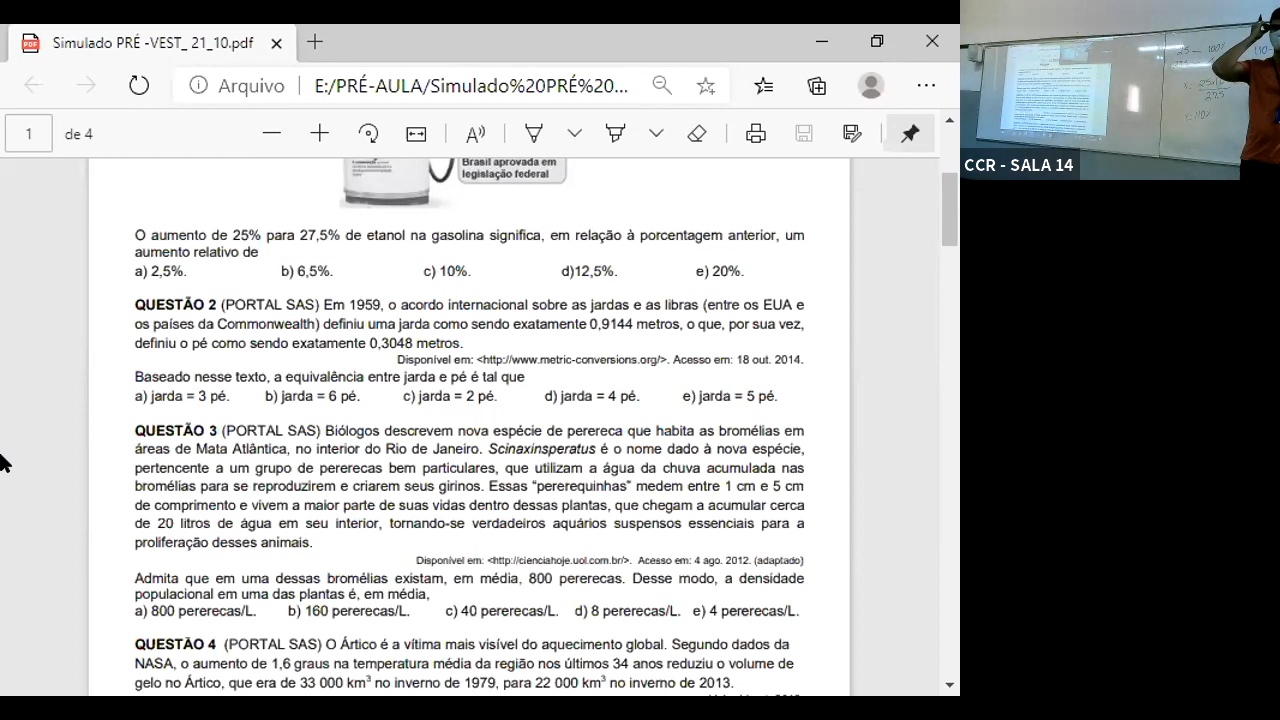 Simulado PRÉ -VEST_ 21_10.pdf
Arquivo
E:/PRÉ-AULA/Simulado%20PRÉ%20...
1 de 4
Brasil aprovada em
legislação federal
O aumento de 25% para 27,5% de etanol na gasolina significa, em relação à porcentagem anterior, um
aumento relativo de
a) 2,5%. b) 6,5%. c) 10%. d)12,5%. e) 20%.
QUESTÃO 2 (PORTAL SAS) Em 1959, o acordo internacional sobre as jardas e as libras (entre os EUA e
os países da Commonwealth) definiu uma jarda como sendo exatamente 0,9144 metros, o que, por sua vez,
definiu o pé como sendo exatamente 0,3048 metros.
Disponível em: <http://www.metric-conversions.org/>. Acesso em: 18 out. 2014.
Baseado nesse texto, a equivalência entre jarda e pé é tal que
a) jarda = 3 pé. b) jarda = 6 pé. c) jarda = 2 pé. d) jarda = 4 pé. e) jarda = 5 pé.
QUESTÃO 3 (PORTAL SAS) Biólogos descrevem nova espécie de perereca que habita as bromélias em
áreas de Mata Atlântica, no interior do Rio de Janeiro. Scinaxinsperatus é o nome dado à nova espécie,
pertencente a um grupo de pererecas bem particulares, que utilizam a água da chuva acumulada nas
bromélias para se reproduzirem e criarem seus girinos. Essas “pererequinhas” medem entre 1 cm e 5 cm
de comprimento e vivem a maior parte de suas vidas dentro dessas plantas, que chegam a acumular cerca
de 20 litros de água em seu interior, tornando-se verdadeiros aquários suspensos essenciais para a
proliferação desses animais.
Disponível em: <http://cienciahoje.uol.com.br/>. Acesso em: 4 ago. 2012. (adaptado)
Admita que em uma dessas bromélias existam, em média, 800 pererecas. Desse modo, a densidade
populacional em uma das plantas é, em média,
a) 800 pererecas/L. b) 160 pererecas/L. c) 40 pererecas/L. d) 8 pererecas/L. e) 4 pererecas/L.
QUESTÃO 4 (PORTAL SAS) O Ártico é a vítima mais visível do aquecimento global. Segundo dados da
NASA, o aumento de 1,6 graus na temperatura média da região nos últimos 34 anos reduziu o volume de
gelo no Ártico, que era de 33 000 km³ no inverno de 1979, para 22 000 km³ no inverno de 2013.
CCR - SALA 14
25 — 100%